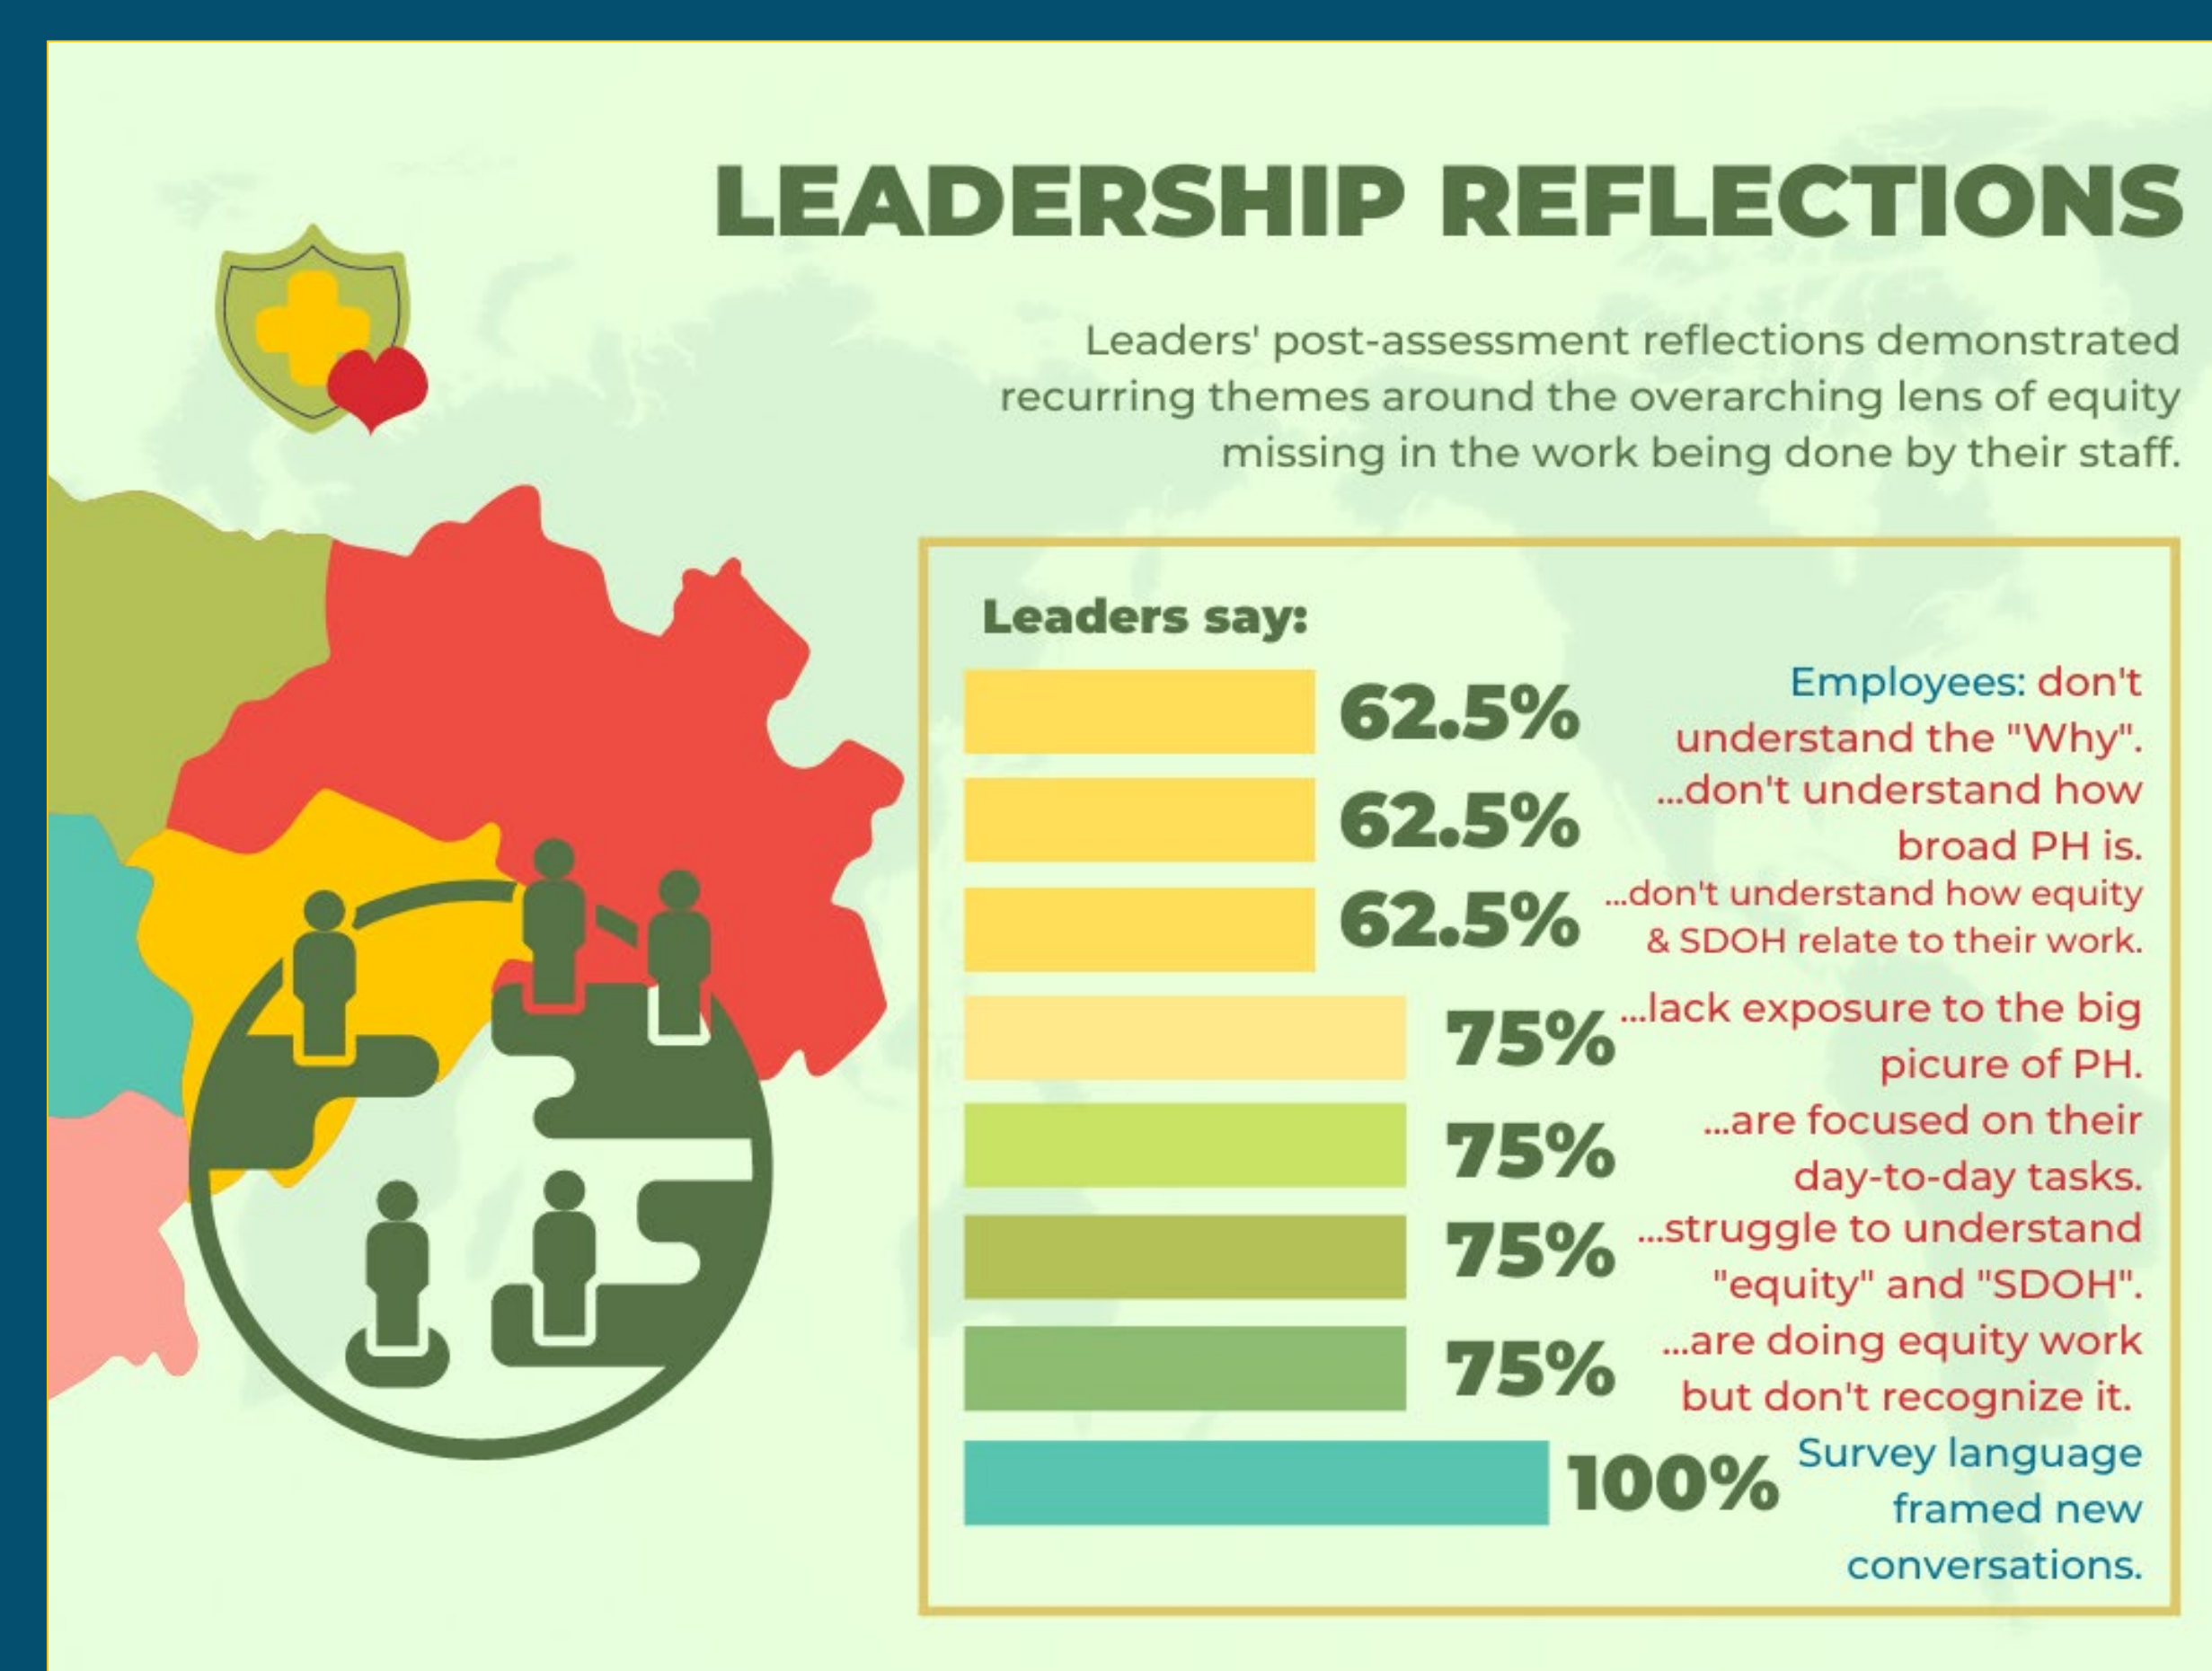 LEADERSHIP REFLECTIONS
Leaders' post-assessment reflections demonstrated
recurring themes around the overarching lens of equity
missing in the work being done by their staff.
Leaders say:
62.5%
Employees: don't
understand the "Why".
62.5%
...don't understand how
broad PH is.
62.5%
...don't understand how equity
& SDOH relate to their work.
75%
...lack exposure to the big
picure of PH.
75%
...are focused on their
day-to-day tasks.
75%
...struggle to understand
"equity" and "SDOH".
75%
...are doing equity work
but don't recognize it.
100%
Survey language
framed new
conversations.